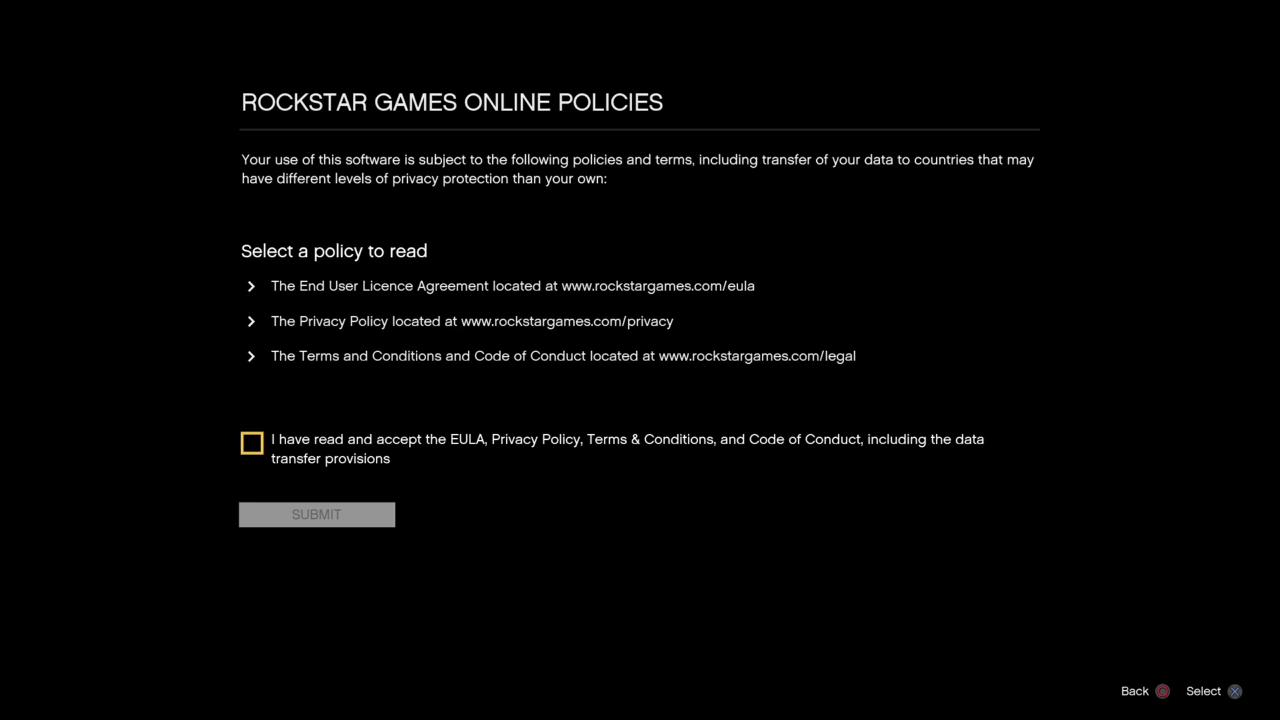 ROCKSTAR GAMES ONLINE POLICIES
Your use of this software is subject to the following policies and terms, including transfer of your data to countries that may
have different levels of privacy protection than your own:
Select a policy to read
The End User Licence Agreement located at www.rockstargames.com/eula
The Privacy Policy located at www.rockstargames.com/privacy
The Terms and Conditions and Code of Conduct located at www.rockstargames.com/legal
I have read and accept the EULA, Privacy Policy, Terms & Conditions, and Code of Conduct, including the data
transfer provisions
SUBMIT
Back Select